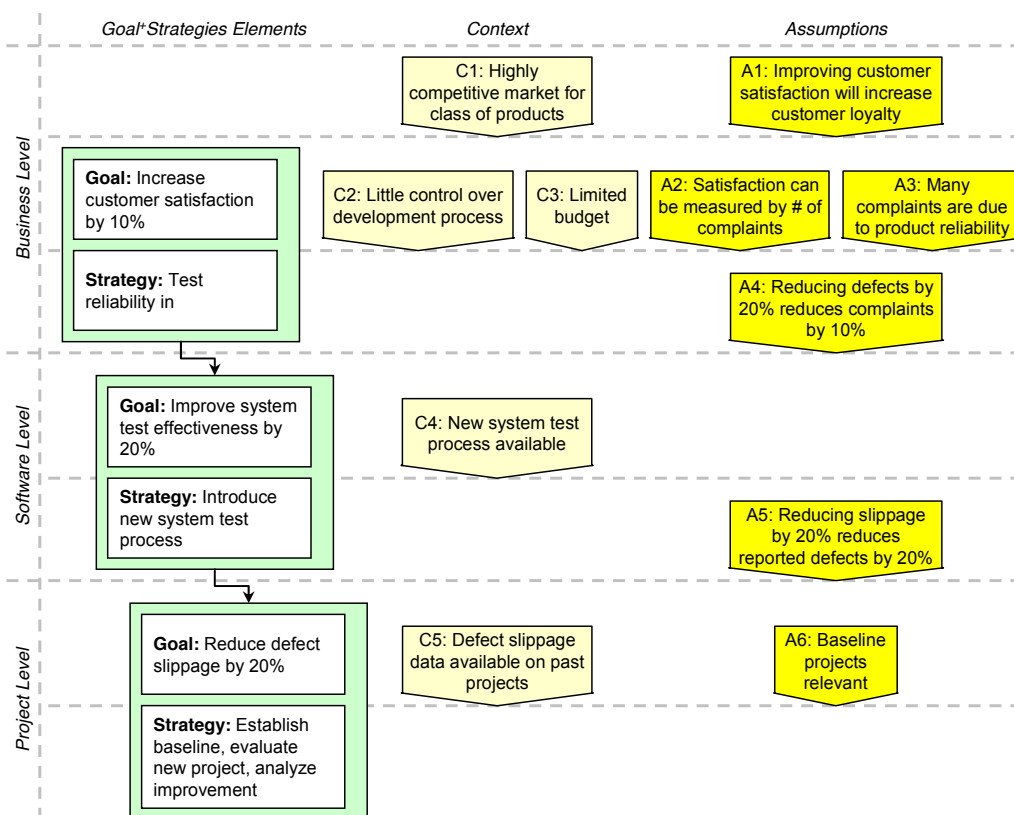 Goal+Strategies Elements
Context
Assumptions
C1: Highly
competitive market for
class of products
A1: Improving customer
satisfaction will increase
customer loyalty
Business Level
Goal: Increase
customer satisfaction
by 10%
C2: Little control over
development process
C3: Limited
budget
A2: Satisfaction can
be measured by # of
complaints
A3: Many
complaints are due
to product reliability
Strategy: Test
reliability in
A4: Reducing defects by
20% reduces complaints
by 10%
Software Level
Goal: Improve system
test effectiveness by
20%
C4: New system test
process available
Strategy: Introduce
new system test
process
A5: Reducing slippage
by 20% reduces
reported defects by 20%
Project Level
Goal: Reduce defect
slippage by 20%
C5: Defect slippage
data available on past
projects
A6: Baseline
projects
relevant
Strategy: Establish
baseline, evaluate
new project, analyze
improvement